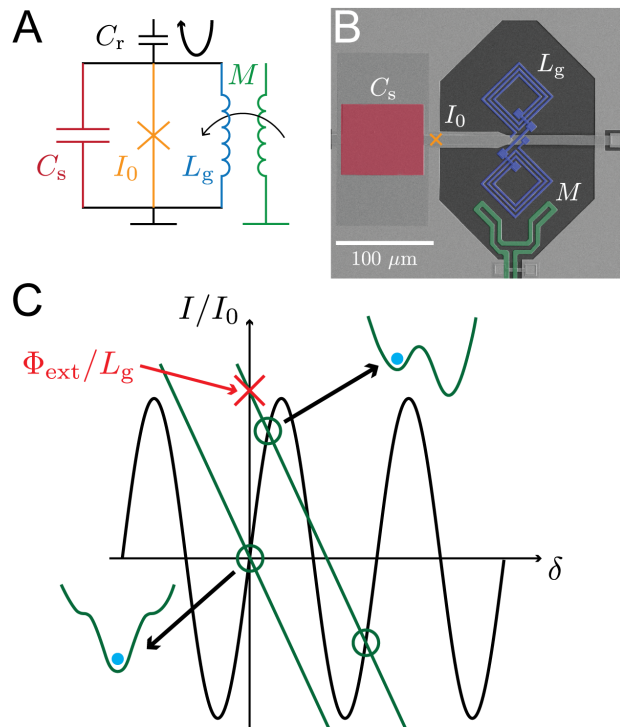 A
C_r
M
C_s
I_0
L_g
B
L_g
C_s
I_0
M
100 μm
C
I/I_0
Φ_ext/L_g
δ